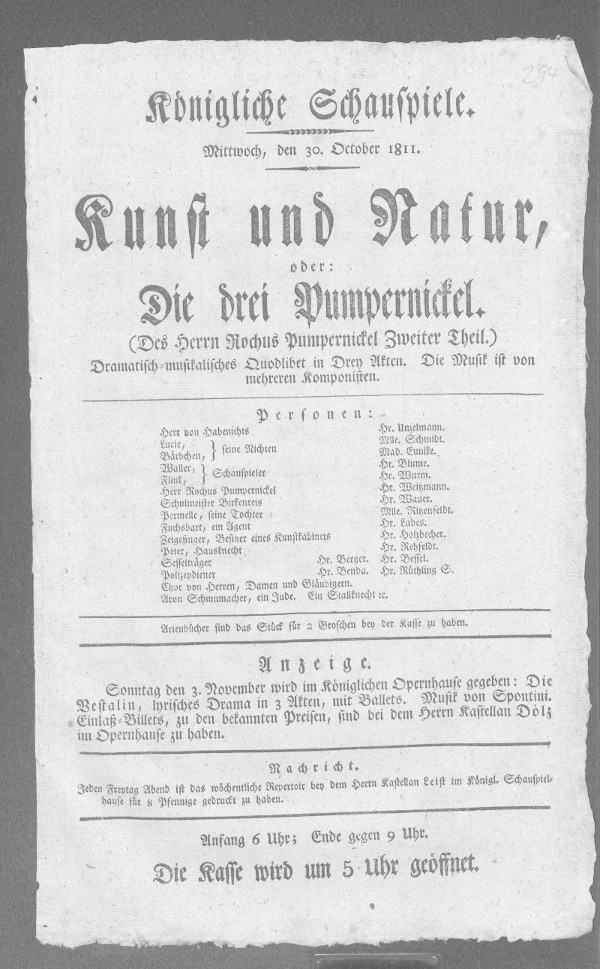 294
Königliche Schauspiele.
Mittwoch, den 30. October 1811.
Kunst und Natur,
oder:
Die drei Pumpernickel.
(Des Herrn Rochus Pumpernickel Zweiter Theil.)
Dramatisch-musikalisches Quodlibet in Drey Akten. Die Musik ist von
mehreren Komponisten.
Personen:
Herr von Habenichts Hr. Unzelmann.
Lucie, } seine Nichten Mlle. Schmidt.
Bärbchen, Mad. Eunike.
Waller, } Schauspieler Hr. Blume.
Flink, Hr. Wurm.
Herr Rochus Pumpernickel Hr. Weitzmann.
Schulmeister Birkenreis Hr. Wauer.
Pernelle, seine Tochter Mlle. Ritzenfeldt.
Fuchsbart, ein Agent Hr. Labes.
Zeigefinger, Besitzer eines Kunstkabinets Hr. Holzbecher.
Peter, Hausknecht Hr. Rehfeldt.
Sesselträger Hr. Berger. Hr. Bessel.
Polizeydiener Hr. Benda. Hr. Rüthling S.
Chor von Herren, Damen und Gläubigern.
Aron Schmumacher, ein Jude. Ein Stallknecht ꝛc.
Arienbücher sind das Stück für 2 Groschen bey der Kasse zu haben.
Anzeige.
Sonntag den 3. November wird im Königlichen Opernhause gegeben: Die
Vestalin, lyrisches Drama in 3 Akten, mit Ballets. Musik von Spontini.
Einlaß-Billets, zu den bekannten Preisen, sind bei dem Herrn Kastellan Dölz
im Opernhause zu haben.
Nachricht.
Jeden Freytag Abend ist das wöchentliche Repertoir bey dem Herrn Kastellan Leist im Königl. Schauspiel-
hause für 8 Pfennige gedruckt zu haben.
Anfang 6 Uhr; Ende gegen 9 Uhr.
Die Kasse wird um 5 Uhr geöffnet.